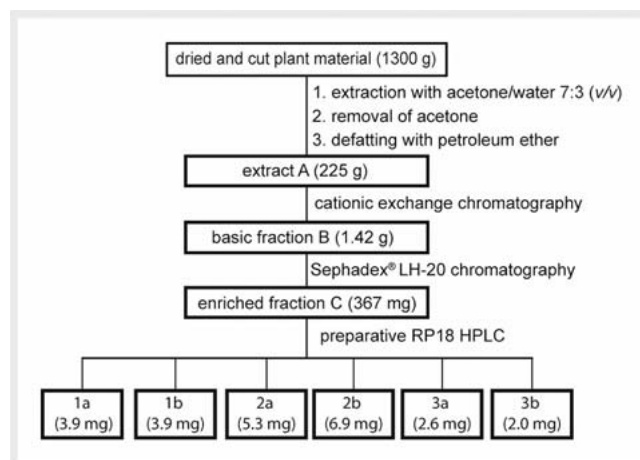 dried and cut plant material (1300 g)
1. extraction with acetone/water 7:3 (v/v)
2. removal of acetone
3. defatting with petroleum ether
extract A (225 g)
cationic exchange chromatography
basic fraction B (1.42 g)
Sephadex® LH-20 chromatography
enriched fraction C (367 mg)
preparative RP18 HPLC
1a
(3.9 mg)
1b
(3.9 mg)
2a
(5.3 mg)
2b
(6.9 mg)
3a
(2.6 mg)
3b
(2.0 mg)